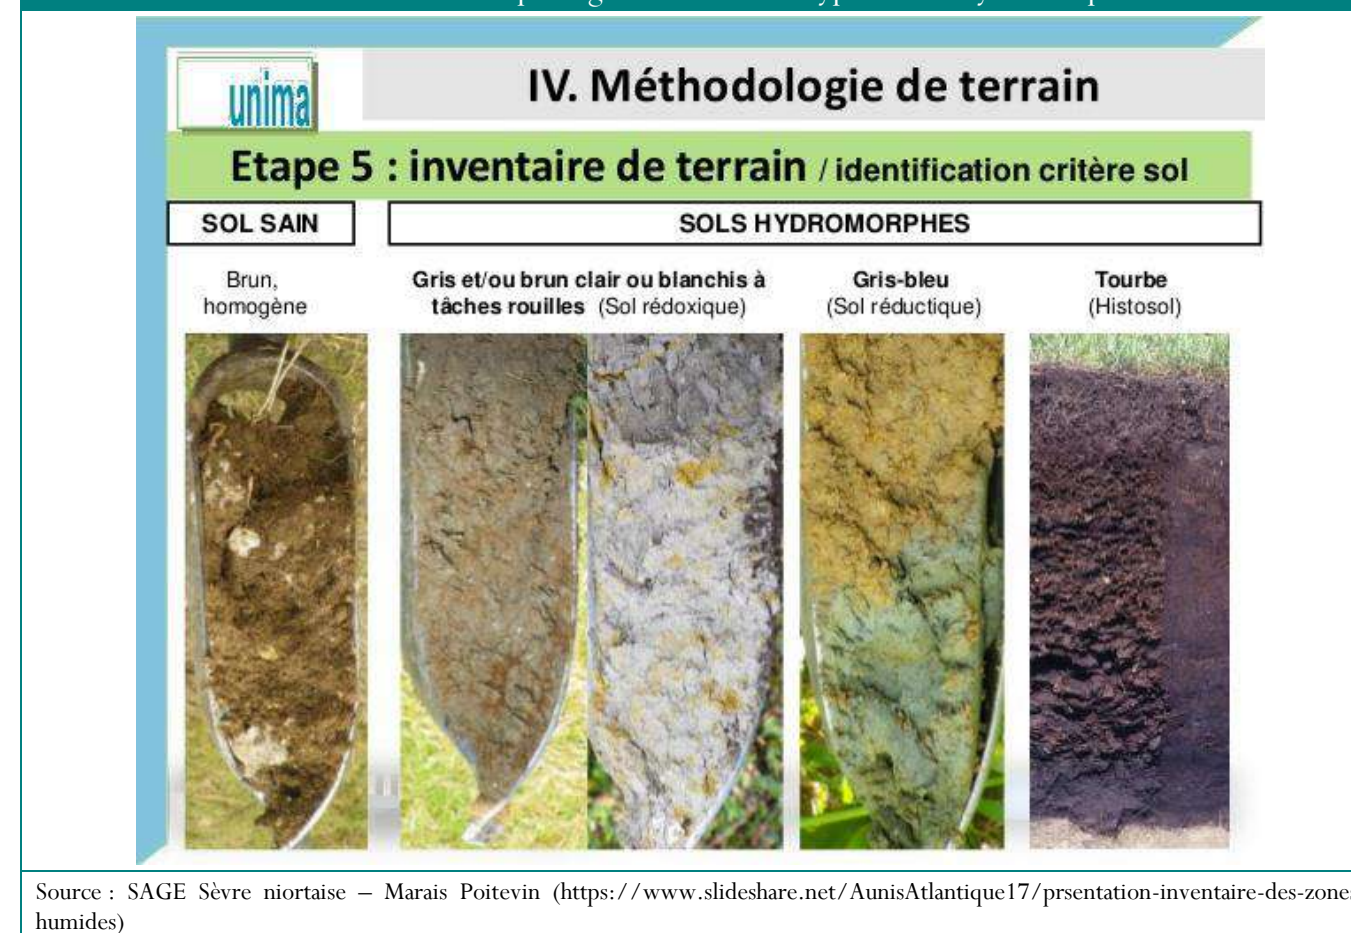 unima
IV. Méthodologie de terrain
Etape 5 : inventaire de terrain / identification critère sol
SOL SAIN
SOLS HYDROMORPHES
Brun,
homogène
Gris et/ou brun clair ou blanchis à
tâches rouilles (Sol rédoxique)
Gris-bleu
(Sol réductique)
Tourbe
(Histosol)
Source : SAGE Sèvre niortaise – Marais Poitevin (https://www.slideshare.net/AunisAtlantique17/prsentation-inventaire-des-zones
humides)